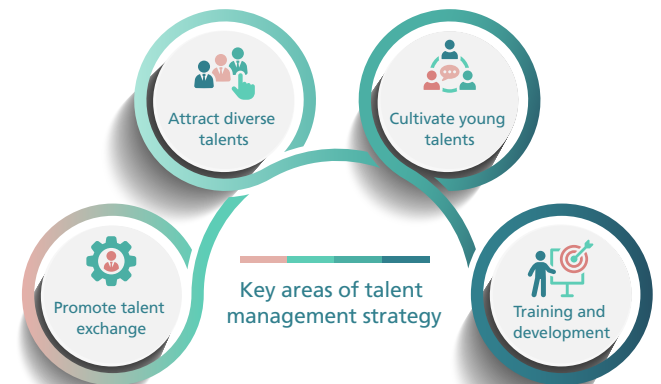 Attract diverse
talents
Cultivate young
talents
Promote talent
exchange
Key areas of talent
management strategy
Training and
development